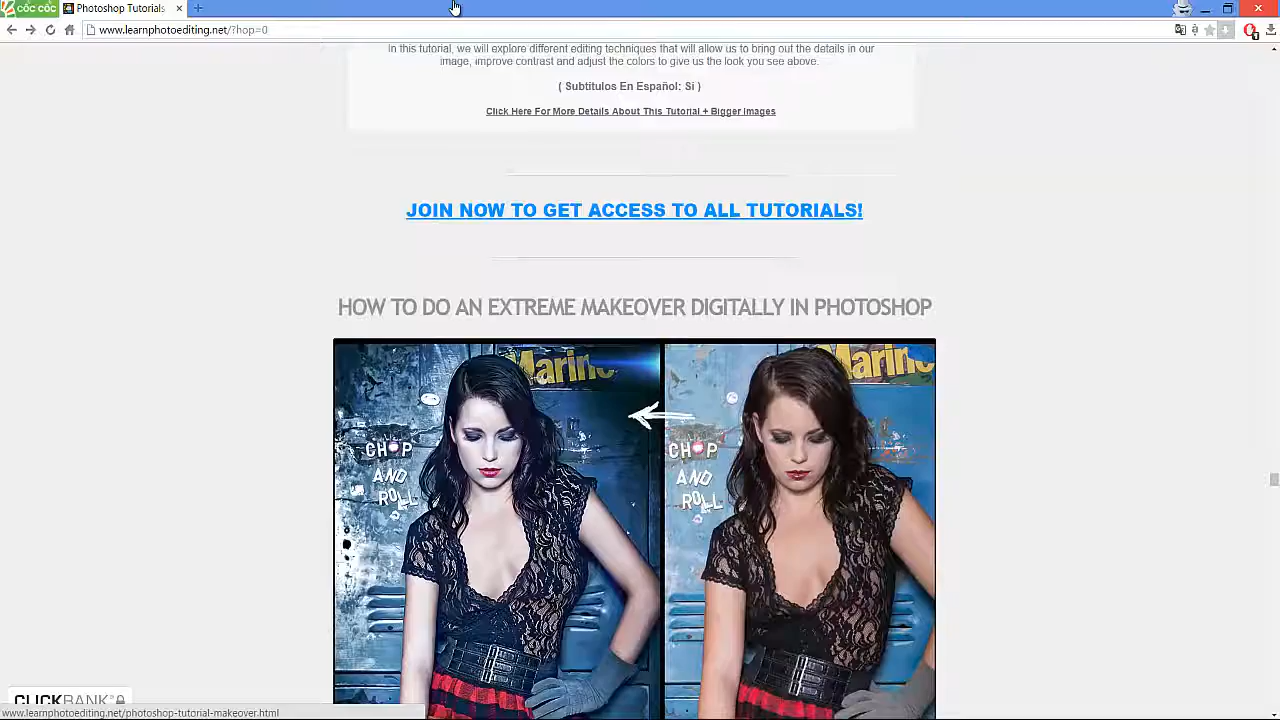 cốc cốc
Photoshop Tutorials
www.learnphotoediting.net/?hop=0
In this tutorial, we will explore different editing techniques that will allow us to bring out the details in our
image, improve contrast and adjust the colors to give us the look you see above.
( Subtitulos En Español: Si )
Click Here For More Details About This Tutorial + Bigger Images
JOIN NOW TO GET ACCESS TO ALL TUTORIALS!
HOW TO DO AN EXTREME MAKEOVER DIGITALLY IN PHOTOSHOP
Marine
Marine
CHOP
AND
ROLL
CHOP
AND
ROLL
CLICKBANK
www.learnphotoediting.net/photoshop-tutorial-makeover.html